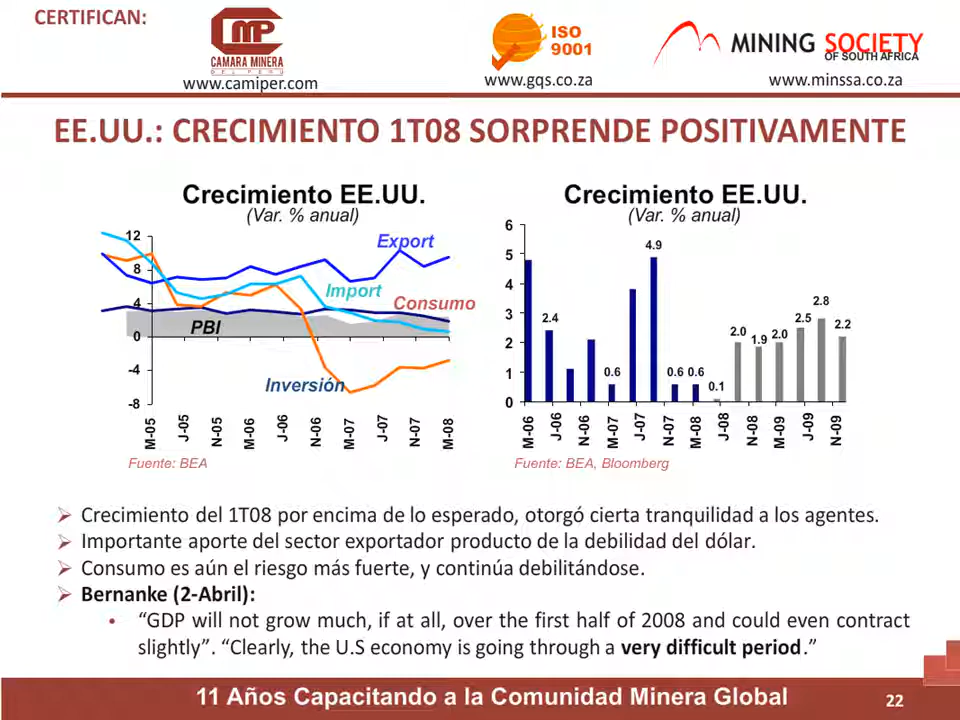 CERTIFICAN:
CMP
CAMARA MINERA
DEL PERU
www.camiper.com
ISO
9001
www.gqs.co.za
MINING SOCIETY
OF SOUTH AFRICA
www.minssa.co.za
EE.UU.: CRECIMIENTO 1T08 SORPRENDE POSITIVAMENTE
Crecimiento EE.UU.
(Var. % anual)
12
8
4
0
-4
-8
Export
Import
Consumo
PBI
Inversión
M-05
J-05
N-05
M-06
J-06
N-06
M-07
J-07
N-07
M-08
Fuente: BEA
Crecimiento EE.UU.
(Var. % anual)
6
5
4
3
2
1
0
2.4
0.6
4.9
0.6
0.6
0.1
2.0
1.9
2.0
2.5
2.8
2.2
M-06
J-06
N-06
M-07
J-07
N-07
M-08
J-08
N-08
M-09
J-09
N-09
Fuente: BEA, Bloomberg
➢ Crecimiento del 1T08 por encima de lo esperado, otorgó cierta tranquilidad a los agentes.
➢ Importante aporte del sector exportador producto de la debilidad del dólar.
➢ Consumo es aún el riesgo más fuerte, y continúa debilitándose.
➢ Bernanke (2-Abril):
• “GDP will not grow much, if at all, over the first half of 2008 and could even contract
slightly”. “Clearly, the U.S economy is going through a very difficult period.”
11 Años Capacitando a la Comunidad Minera Global
22